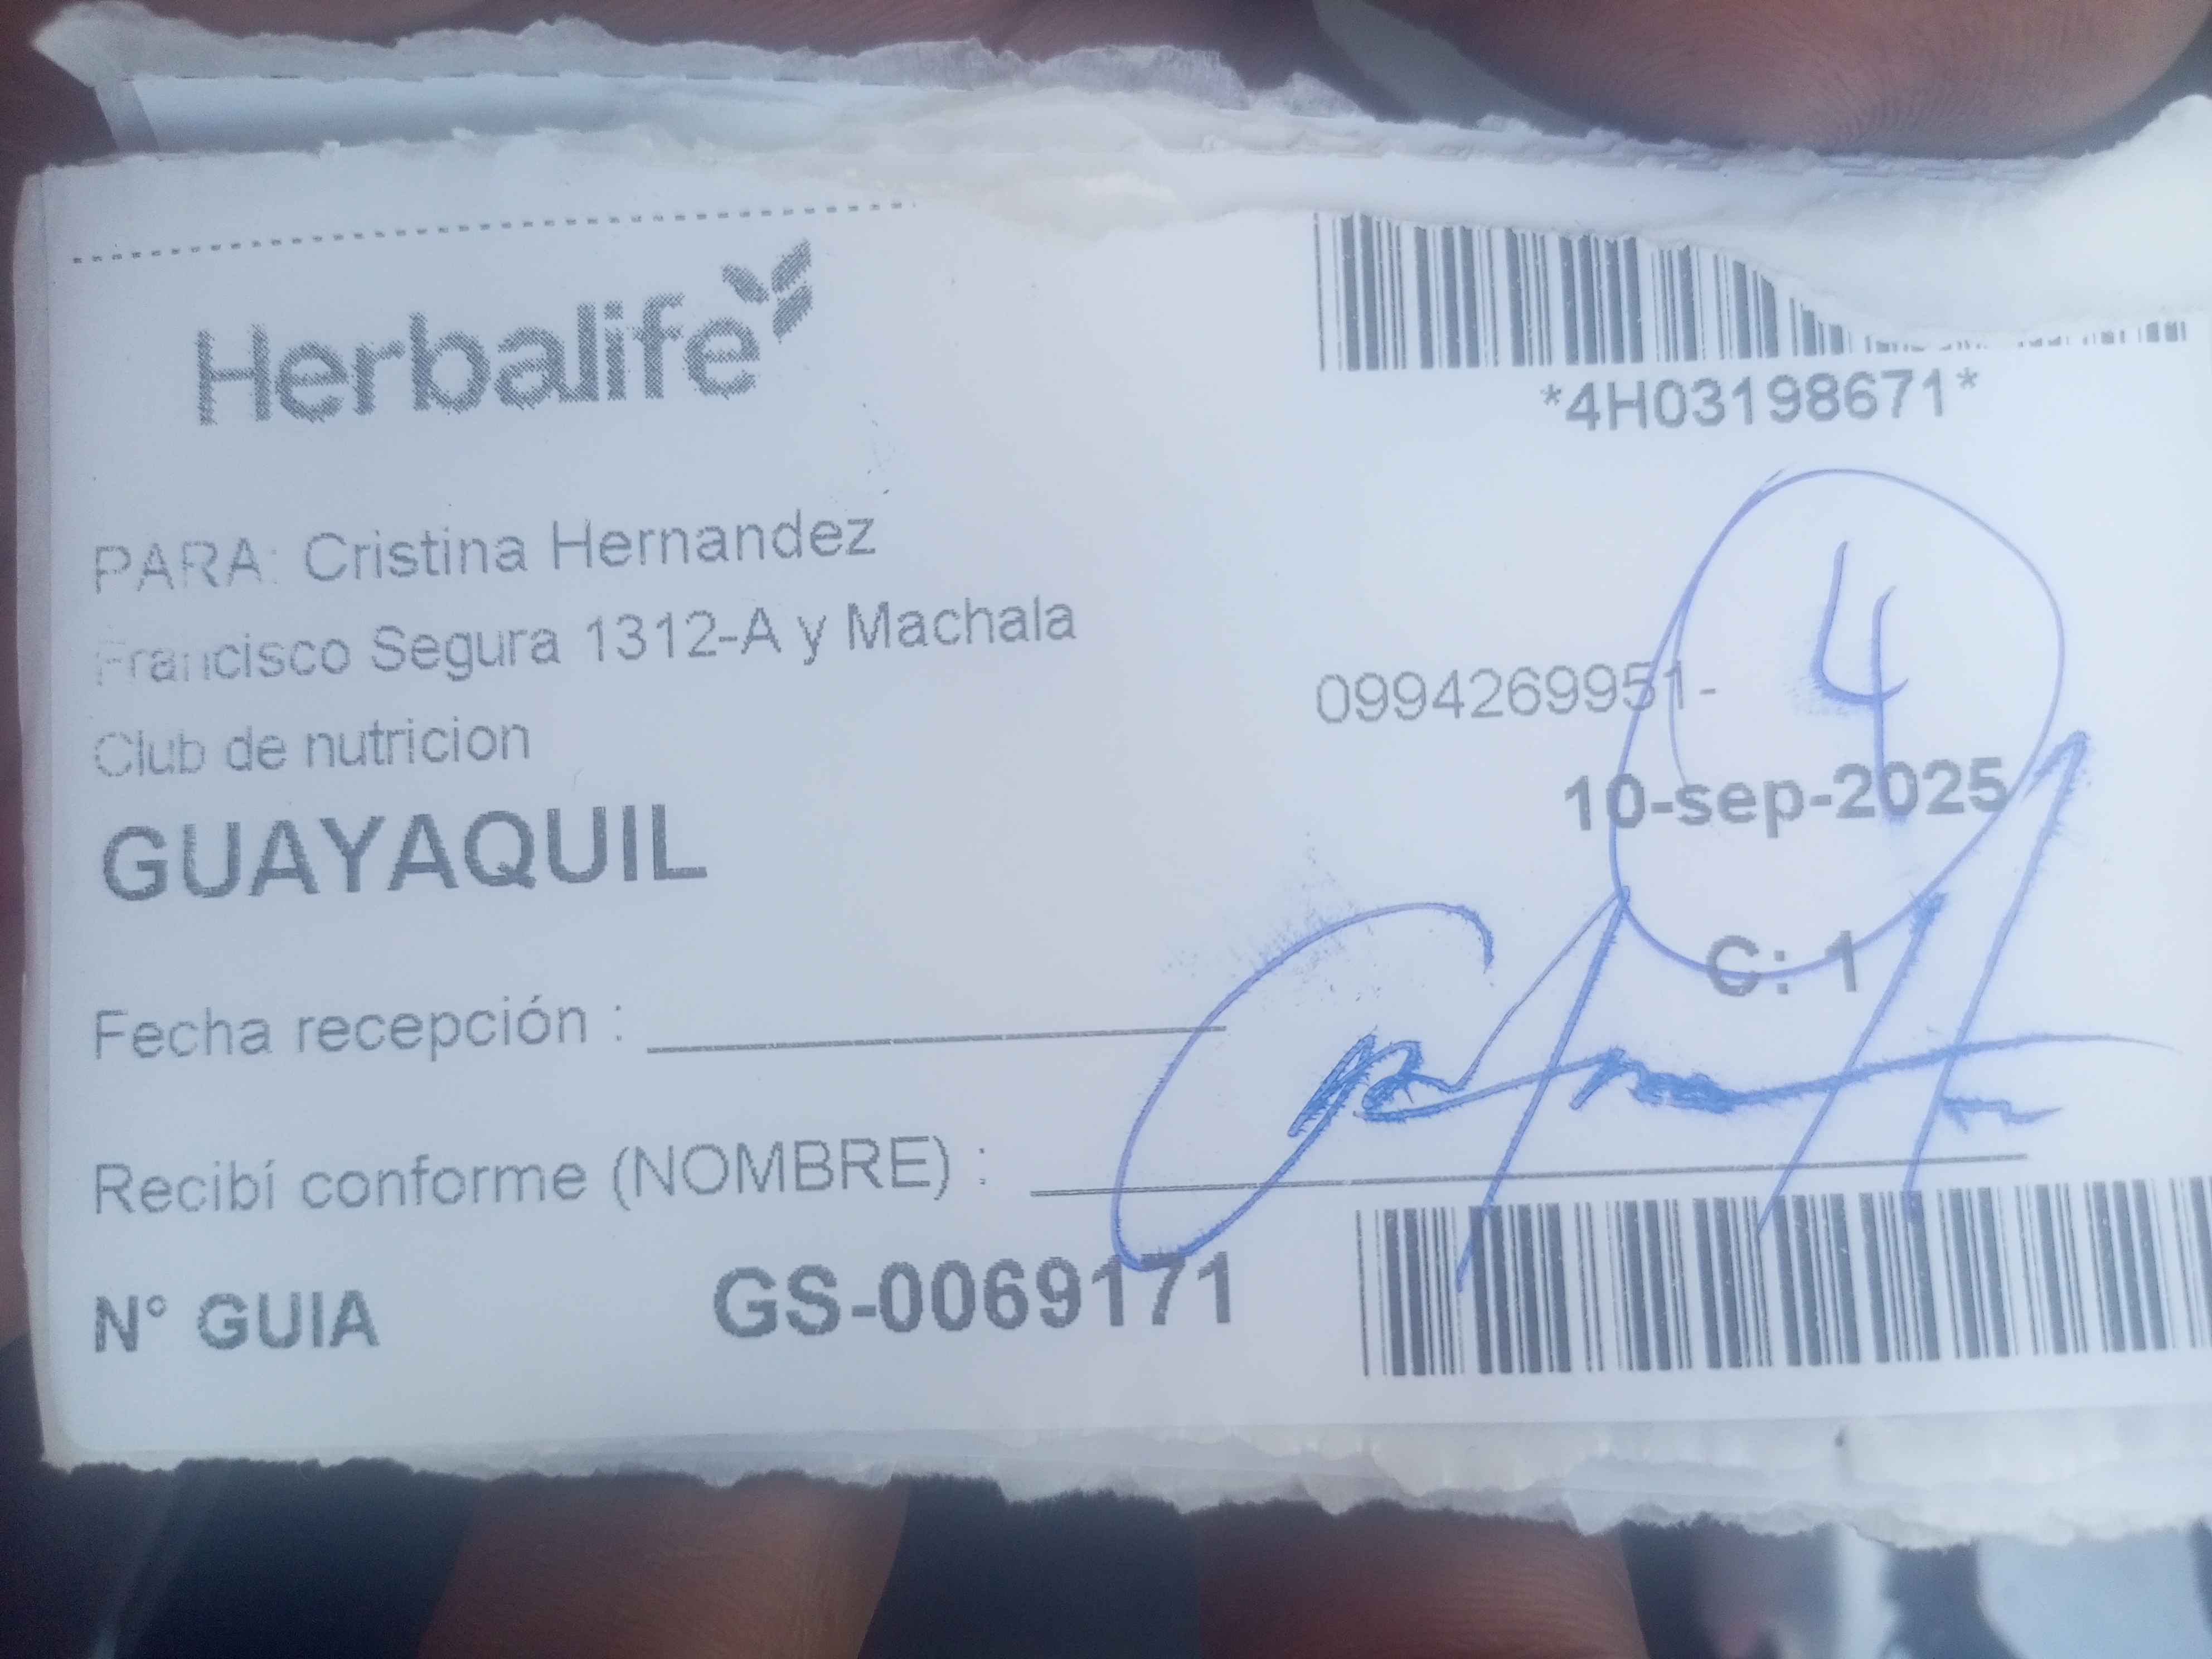 Herbalife
*4H03198671*
PARA: Cristina Hernandez
Francisco Segura 1312-A y Machala
0994269951-
4
Club de nutricion
10-sep-2025
GUAYAQUIL
C: 1
Fecha recepción :
Recibí conforme (NOMBRE) :
N° GUIA GS-0069171